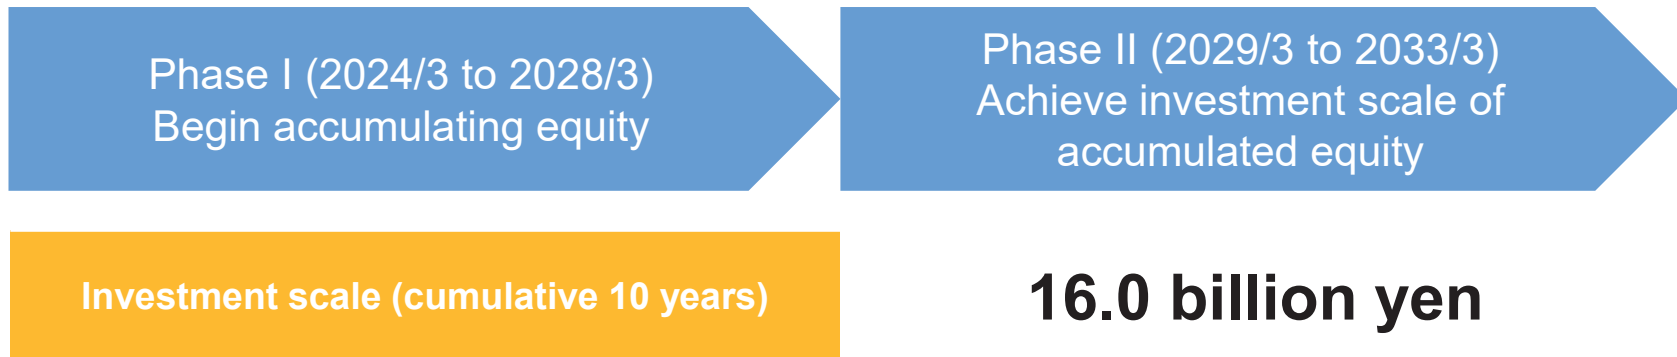 Phase I (2024/3 to 2028/3)
Begin accumulating equity
Phase II (2029/3 to 2033/3)
Achieve investment scale of
accumulated equity
Investment scale (cumulative 10 years)
16.0 billion yen